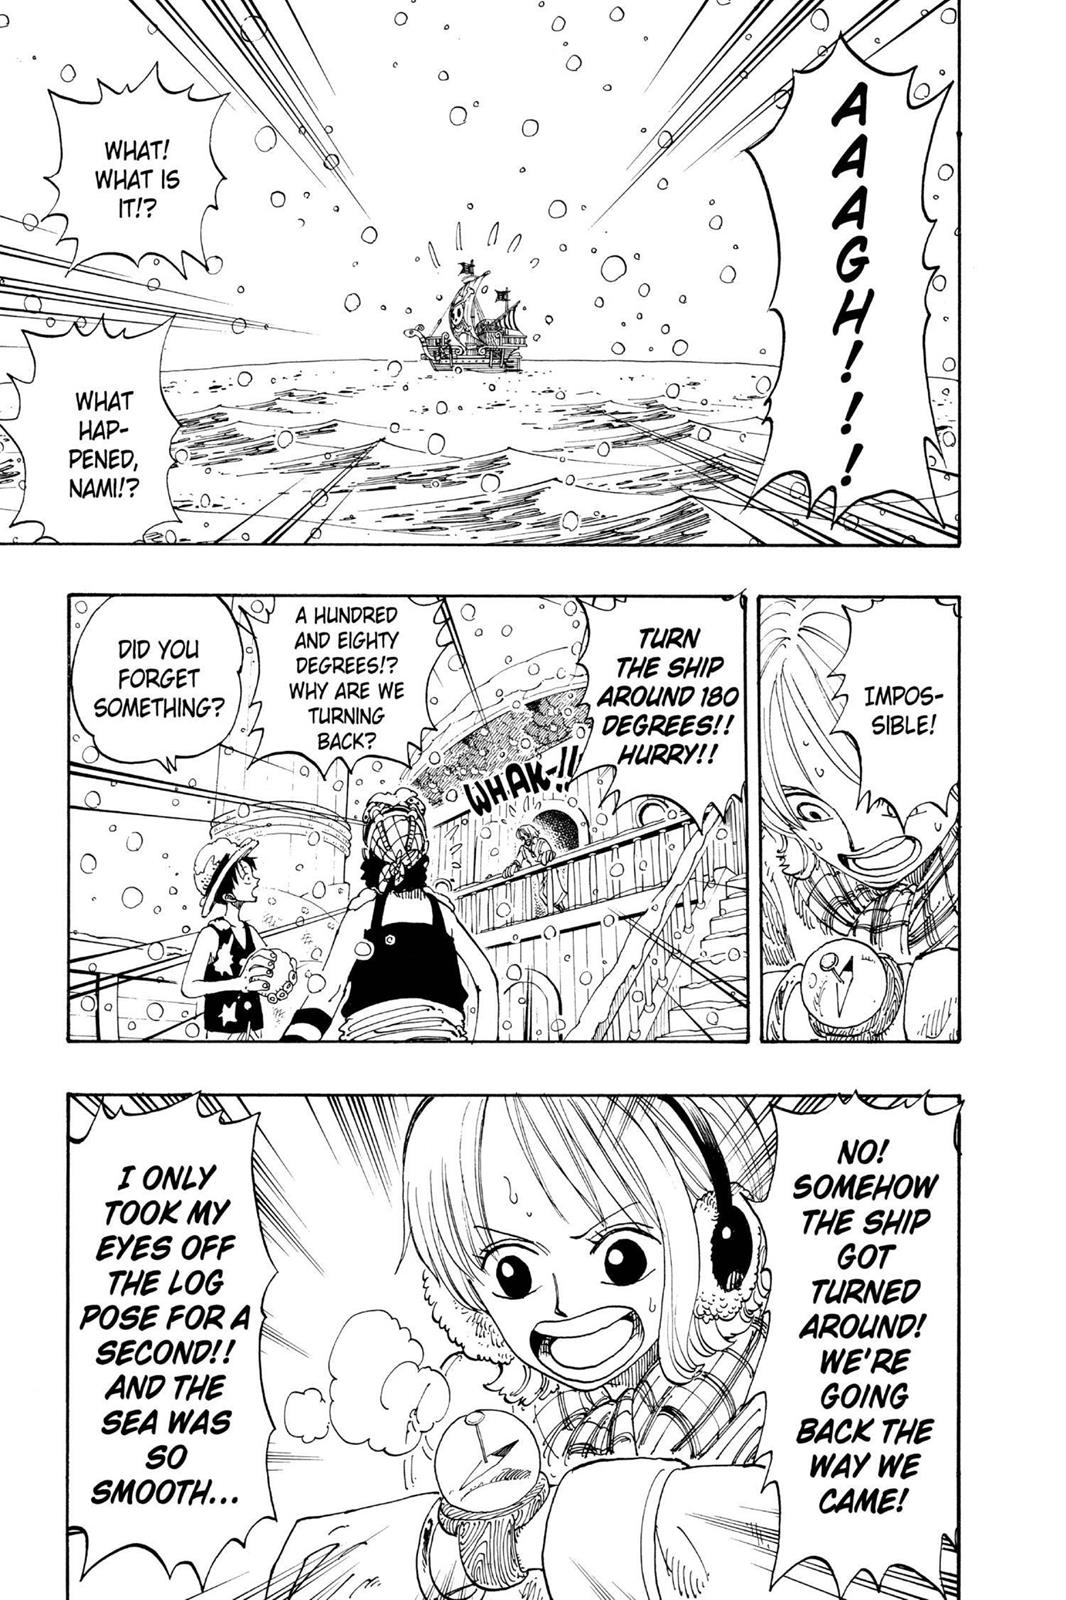 AAAGH!!!
WHAT!
WHAT IS
IT!?
WHAT
HAP-
PENED,
NAMI!?
IMPOS-
SIBLE!
TURN
THE SHIP
AROUND 180
DEGREES!!
HURRY!!
WHAK-!!
A HUNDRED
AND EIGHTY
DEGREES!?
WHY ARE WE
TURNING
BACK?
DID YOU
FORGET
SOMETHING?
NO!
SOMEHOW
THE SHIP
GOT
TURNED
AROUND!
WE'RE
GOING
BACK THE
WAY WE
CAME!
I ONLY
TOOK MY
EYES OFF
THE LOG
POSE FOR A
SECOND!!
AND THE
SEA WAS
SO
SMOOTH...